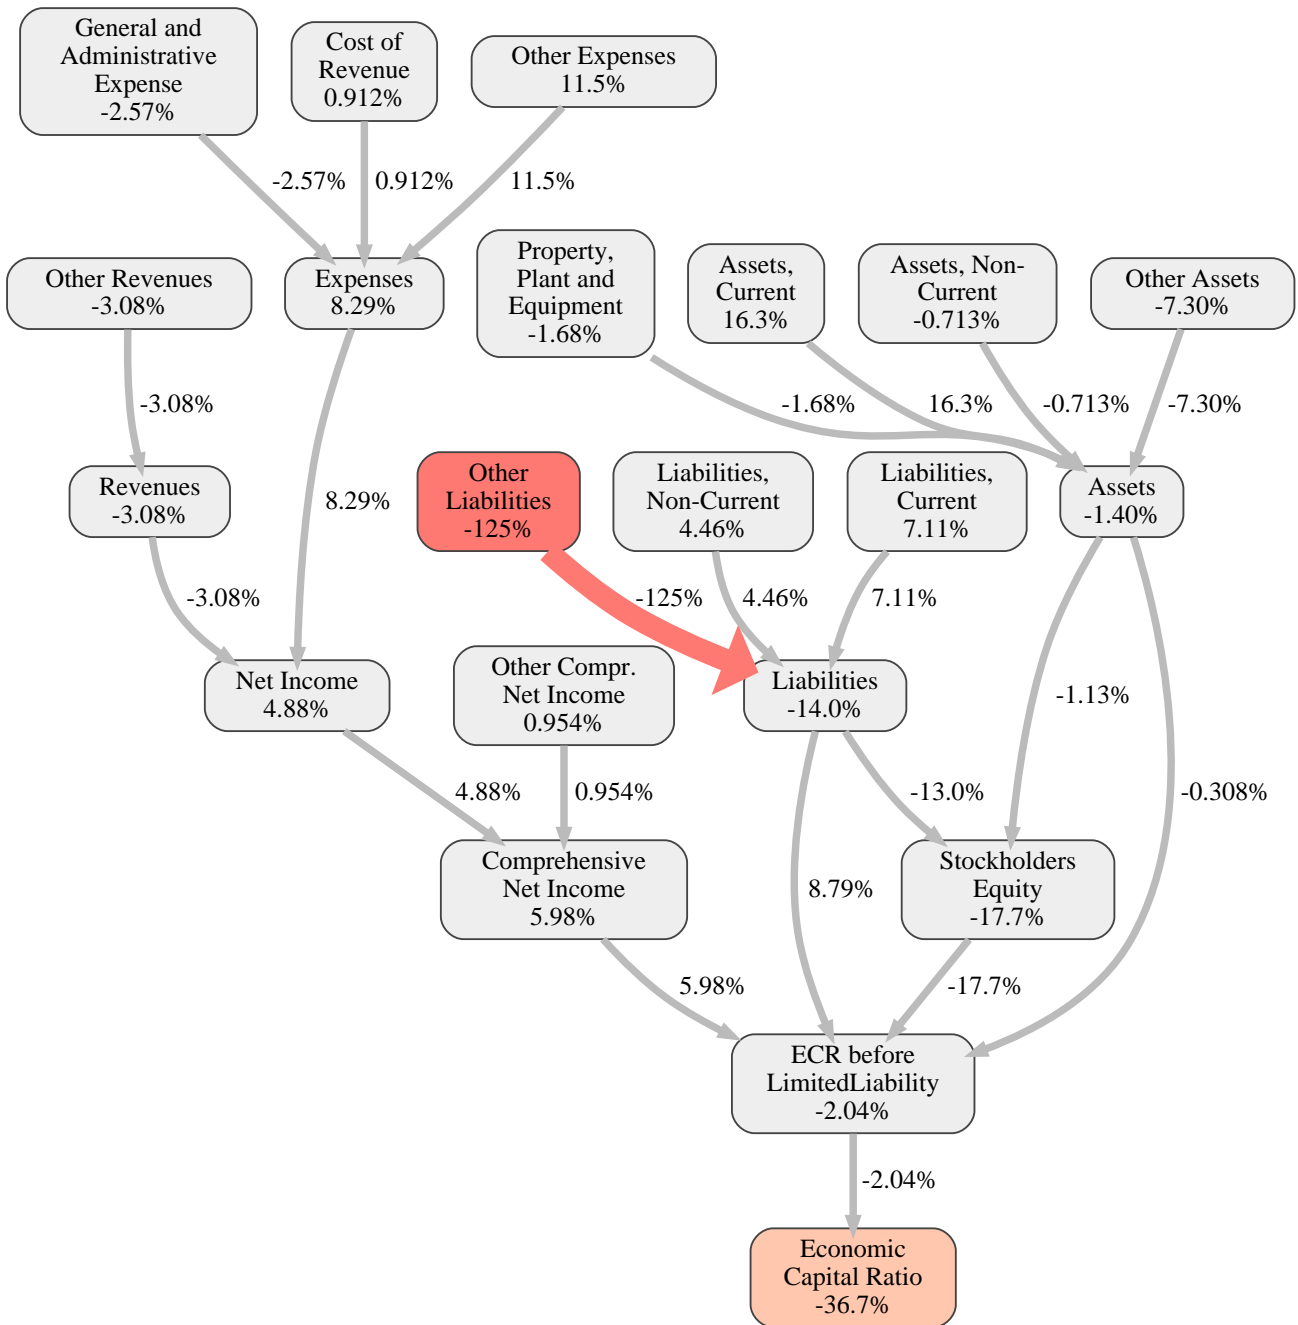 General and
Administrative
Expense
-2.57%
Cost of
Revenue
0.912%
Other Expenses
11.5%
-2.57%
0.912%
11.5%
Other Revenues
-3.08%
Expenses
8.29%
Property,
Plant and
Equipment
-1.68%
Assets,
Current
16.3%
Assets, Non-
Current
-0.713%
Other Assets
-7.30%
-3.08%
8.29%
-1.68%
16.3%
-0.713%
-7.30%
Revenues
-3.08%
Other
Liabilities
-125%
Liabilities,
Non-Current
4.46%
Liabilities,
Current
7.11%
Assets
-1.40%
-3.08%
-125%
4.46%
7.11%
Net Income
4.88%
Other Compr.
Net Income
0.954%
Liabilities
-14.0%
-1.13%
-0.308%
4.88%
0.954%
-13.0%
8.79%
Comprehensive
Net Income
5.98%
Stockholders
Equity
-17.7%
5.98%
-17.7%
ECR before
LimitedLiability
-2.04%
-2.04%
Economic
Capital Ratio
-36.7%